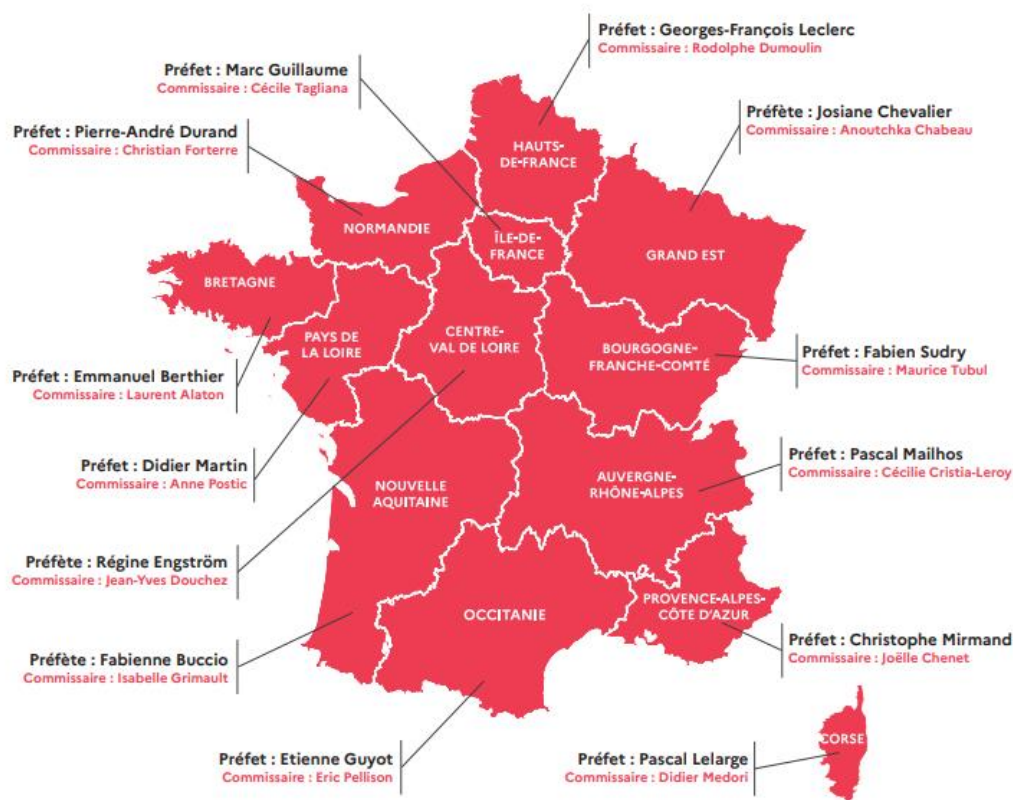 Préfet : Georges-François Leclerc
Commissaire : Rodolphe Dumoulin
Préfet : Marc Guillaume
Commissaire : Cécile Tagliana
Préfète : Josiane Chevalier
Commissaire : Anoutchka Chabeau
Préfet : Pierre-André Durand
Commissaire : Christian Forterre
HAUTS-
DE-FRANCE
NORMANDIE
ÎLE-DE-
FRANCE
GRAND EST
BRETAGNE
PAYS DE
LA LOIRE
CENTRE-
VAL DE LOIRE
BOURGOGNE-
FRANCHE-COMTÉ
Préfet : Fabien Sudry
Commissaire : Maurice Tubul
Préfet : Emmanuel Berthier
Commissaire : Laurent Alaton
Préfet : Didier Martin
Commissaire : Anne Postic
NOUVELLE
AQUITAINE
AUVERGNE-
RHÔNE-ALPES
Préfet : Pascal Mailhos
Commissaire : Cécilie Cristia-Leroy
Préfète : Régine Engström
Commissaire : Jean-Yves Douchez
OCCITANIE
PROVENCE-ALPES-
CÔTE D'AZUR
Préfet : Christophe Mirmand
Commissaire : Joëlle Chenet
Préfète : Fabienne Buccio
Commissaire : Isabelle Grimault
Préfet : Etienne Guyot
Commissaire : Eric Pellison
Préfet : Pascal Lelarge
Commissaire : Didier Medori
CORSE